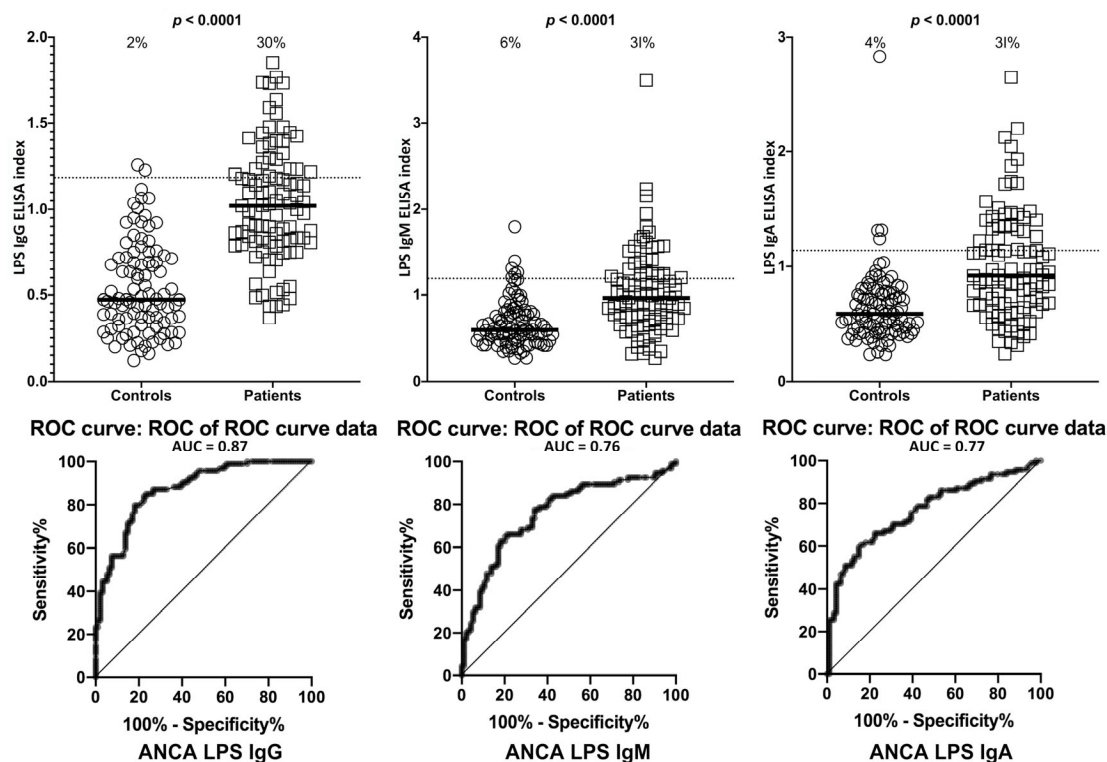 p < 0.0001
2% 30%
2.0
1.5
1.0
0.5
0.0
LPS IgG ELISA index
Controls Patients
p < 0.0001
6% 3I%
4
3
2
1
0
LPS IgM ELISA index
Controls Patients
p < 0.0001
4% 3I%
3
2
1
0
LPS IgA ELISA index
Controls Patients
ROC curve: ROC of ROC curve data
AUC = 0.87
100
80
60
40
20
0
Sensitivity%
0 20 40 60 80 100
100% - Specificity%
ANCA LPS IgG
ROC curve: ROC of ROC curve data
AUC = 0.76
100
80
60
40
20
0
Sensitivity%
0 20 40 60 80 100
100% - Specificity%
ANCA LPS IgM
ROC curve: ROC of ROC curve data
AUC = 0.77
100
80
60
40
20
0
Sensitivity%
0 20 40 60 80 100
100% - Specificity%
ANCA LPS IgA